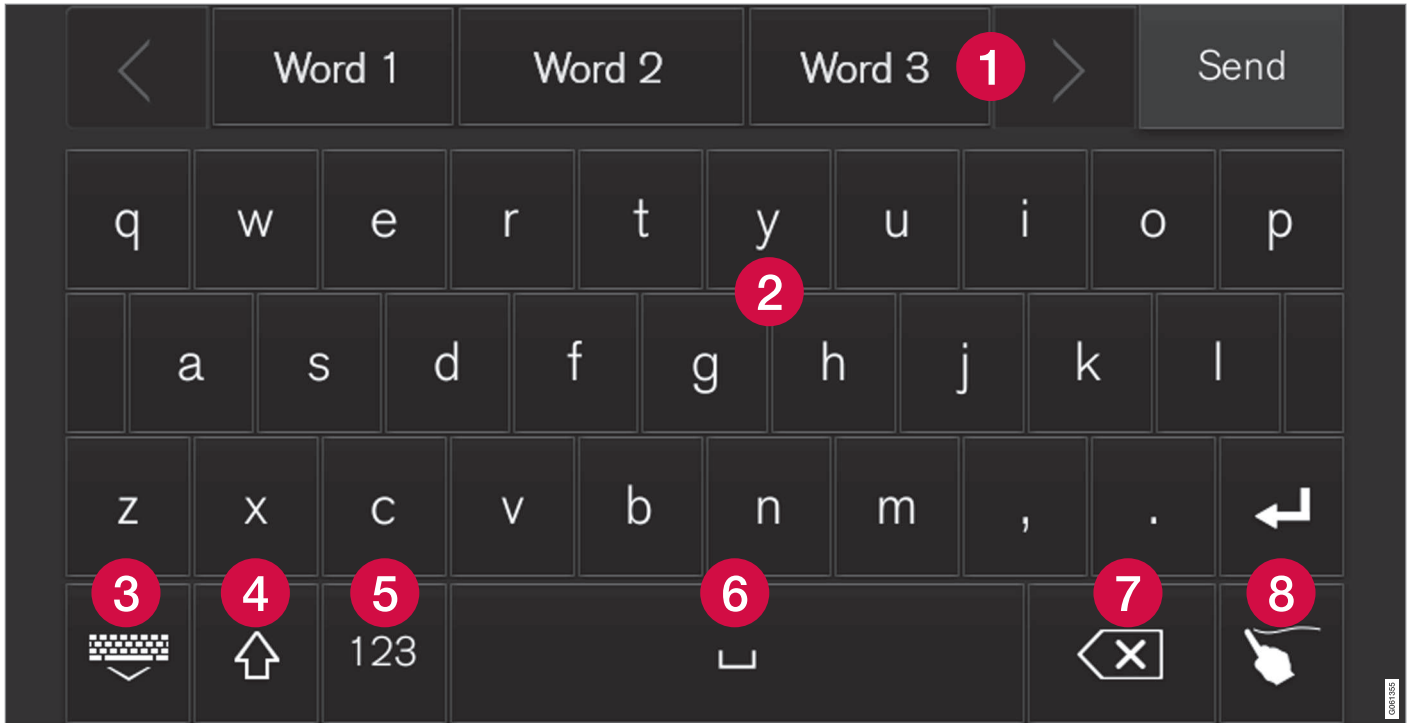 Word 1 Word 2 Word 3 1 Send
q w e r t y u i o p
2
a s d f g h j k l
z x c v b n m , .
3 4 5 6 7 8
123
G061355